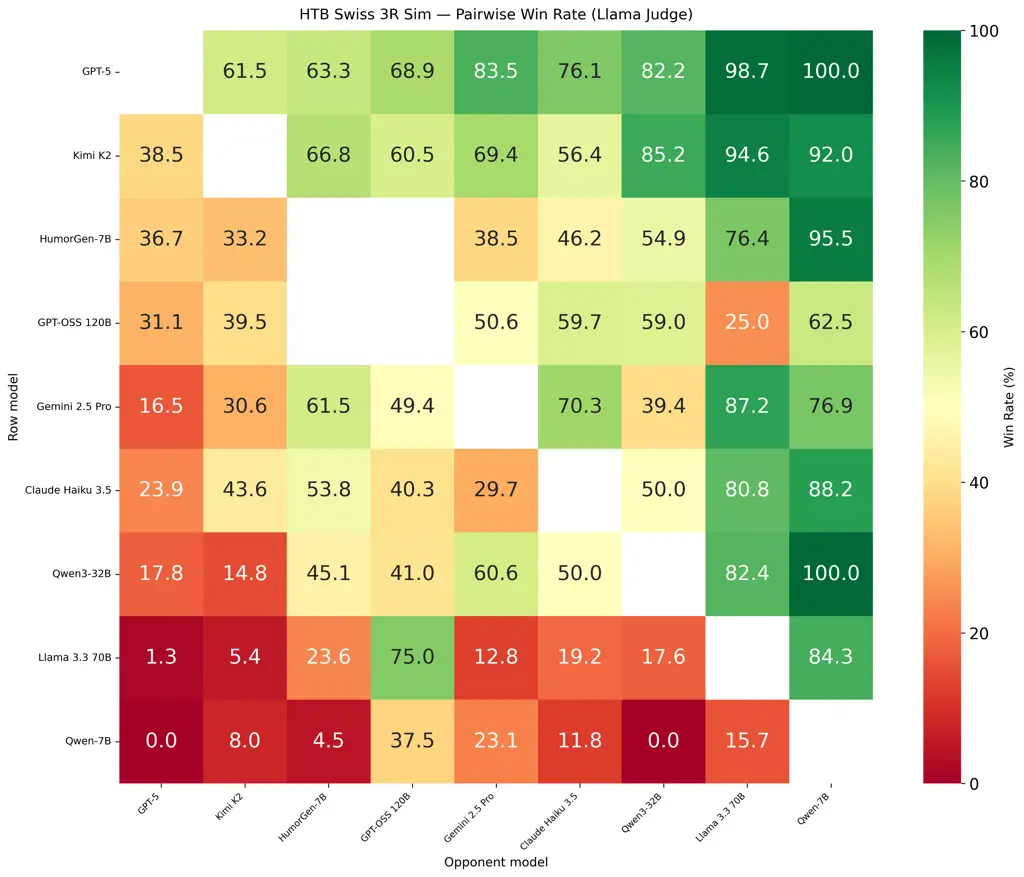 HTB Swiss 3R Sim — Pairwise Win Rate (Llama Judge)
GPT-5 61.5 63.3 68.9 83.5 76.1 82.2 98.7 100.0
Kimi K2 38.5 66.8 60.5 69.4 56.4 85.2 94.6 92.0
HumorGen-7B 36.7 33.2 38.5 46.2 54.9 76.4 95.5
GPT-OSS 120B 31.1 39.5 50.6 59.7 59.0 25.0 62.5
Gemini 2.5 Pro 16.5 30.6 61.5 49.4 70.3 39.4 87.2 76.9
Claude Haiku 3.5 23.9 43.6 53.8 40.3 29.7 50.0 80.8 88.2
Qwen3-32B 17.8 14.8 45.1 41.0 60.6 50.0 82.4 100.0
Llama 3.3 70B 1.3 5.4 23.6 75.0 12.8 19.2 17.6 84.3
Qwen-7B 0.0 8.0 4.5 37.5 23.1 11.8 0.0 15.7
Row model
GPT-5 Kimi K2 HumorGen-7B GPT-OSS 120B Gemini 2.5 Pro Claude Haiku 3.5 Qwen3-32B Llama 3.3 70B Qwen-7B
Opponent model
100
80
60
40
20
0
Win Rate (%)